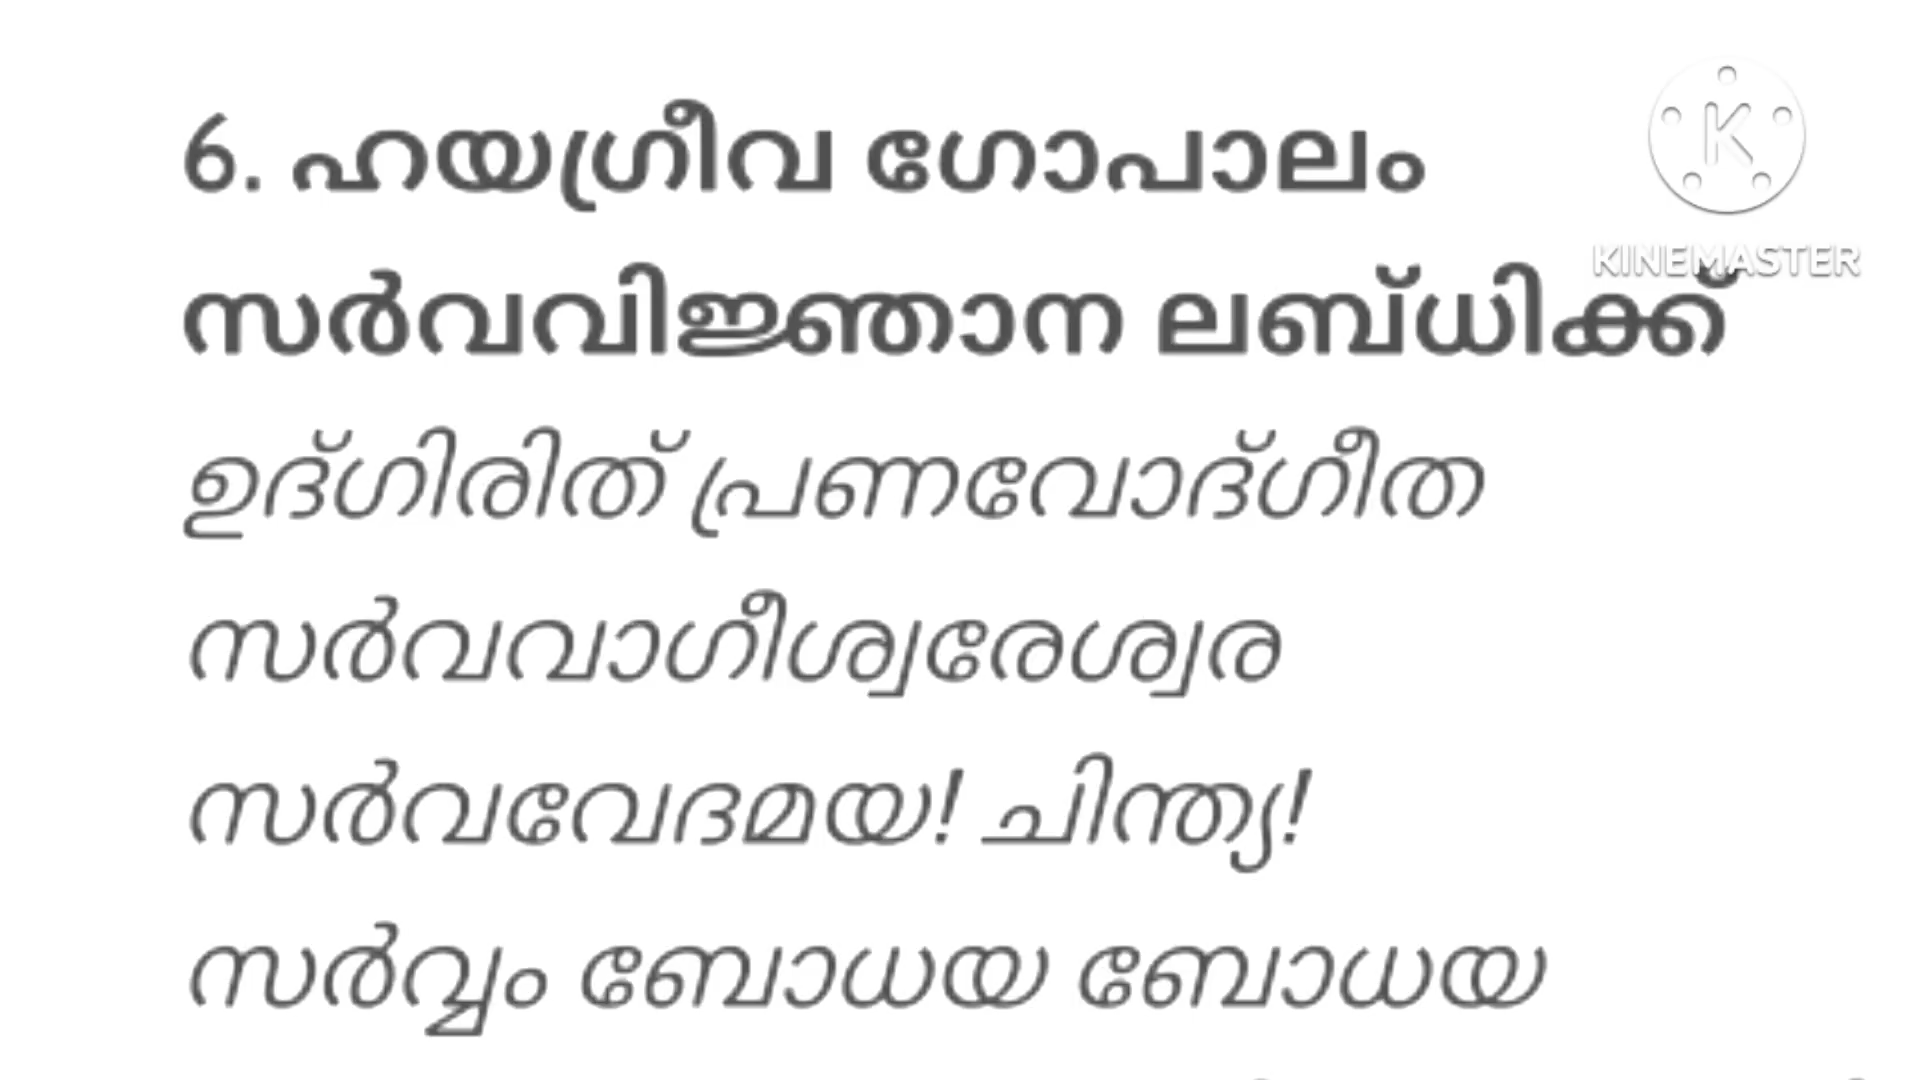 6. ഹയഗ്രീവ ഗോപാലം
സർവവിജ്ഞാന ലബ്ധിക്ക്
ഉദ്ഗിരിത് പ്രണവോദ്ഗീത
സർവവാഗീശ്വരേശ്വര
സർവവേദമയ! ചിന്ത്യ!
സർവ്വം ബോധയ ബോധയ
K
KINEMASTER